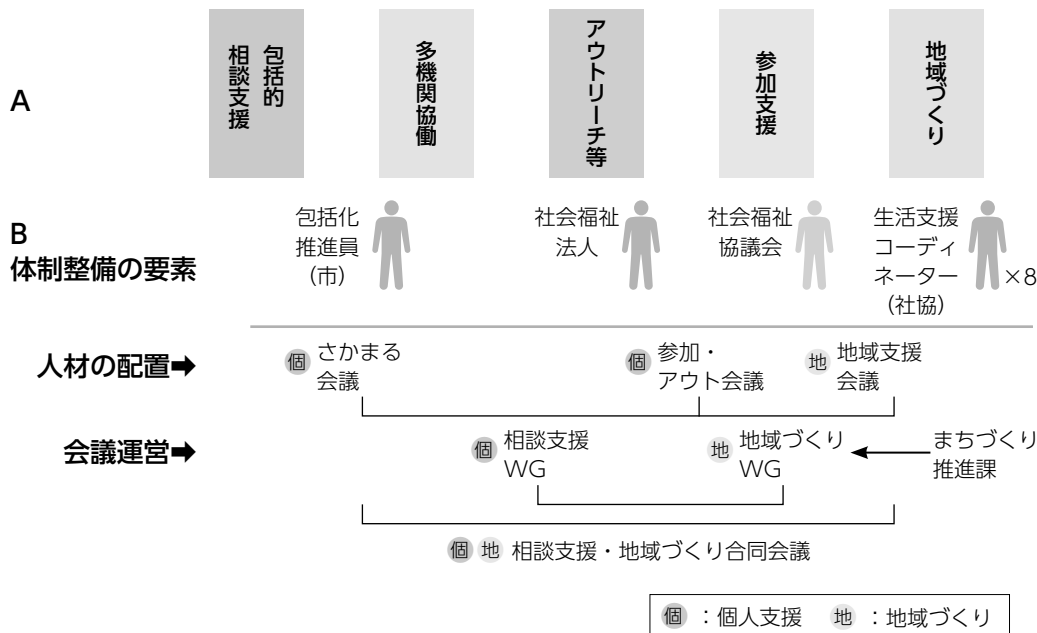 A
包括的
相談支援
多機関協働
アウトリーチ等
参加支援
地域づくり
B
体制整備の要素
包括化
推進員
(市)
社会福祉
法人
社会福祉
協議会
生活支援
コーディ
ネーター
(社協)
×8
人材の配置➡
個 さかまる
会議
個 参加・
アウト会議
地 地域支援
会議
会議運営➡
個 相談支援
WG
地 地域づくり
WG
まちづくり
推進課
個 地 相談支援・地域づくり合同会議
個 ：個人支援 地 ：地域づくり